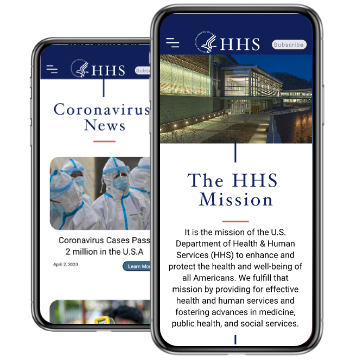 HHS
Coronavirus
News
Coronavirus Cases Pass
2 million in the U.S.A
April 2, 2019
Learn Mo
HHS
Subscribe
The HHS
Mission
It is the mission of the U.S.
Department of Health & Human
Services (HHS) to enhance and
protect the health and well-being of
all Americans. We fulfill that
mission by providing for effective
health and human services and
fostering advances in medicine,
public health, and social services.